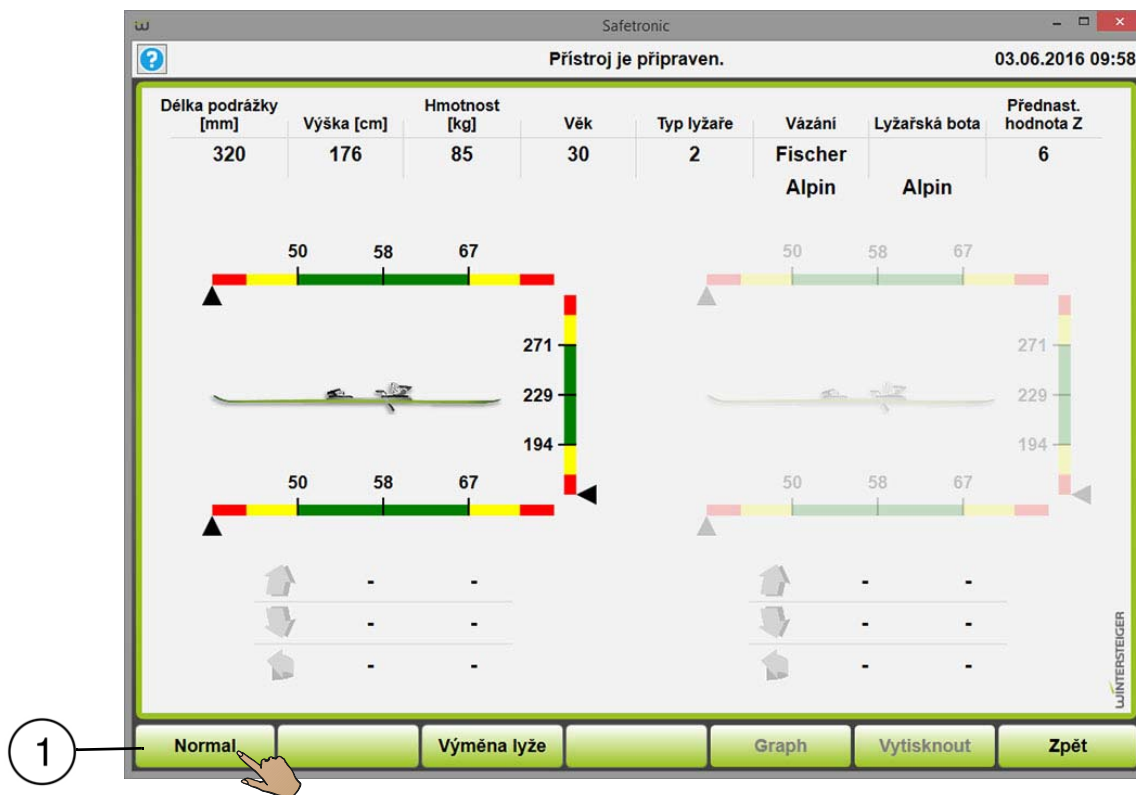 Safetronic
Přístroj je připraven.
03.06.2016 09:58
Délka podrážky [mm]
Výška [cm]
Hmotnost [kg]
Věk
Typ lyžaře
Vázání
Lyžařská bota
Přednast. hodnota Z
320
176
85
30
2
Fischer
6
Alpin
Alpin
50 58 67
50 58 67
271
271
229
229
194
194
50 58 67
50 58 67
- -
- -
- -
- -
- -
- -
WINTERSTEIGER
1
Normal
Výměna lyže
Graph
Vytisknout
Zpět